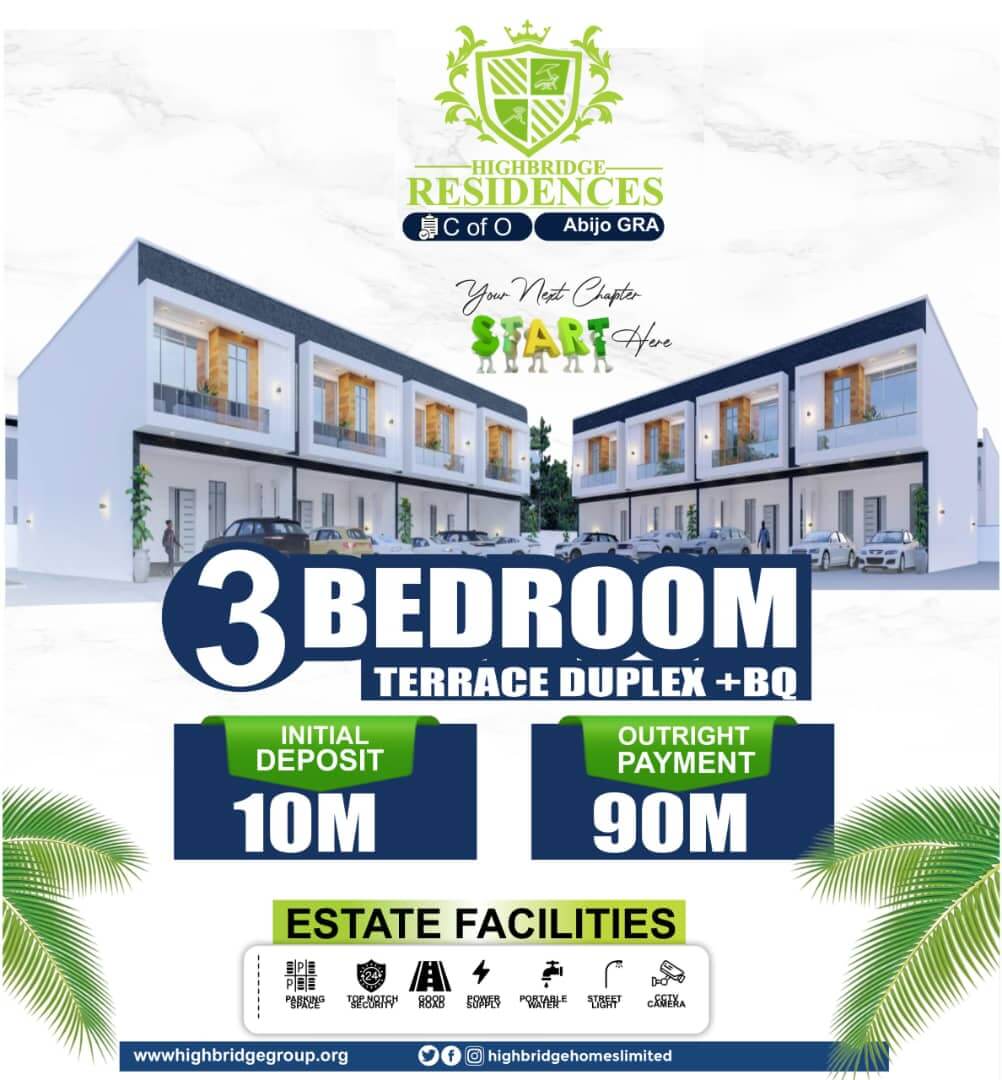 HIGHBRIDGE
RESIDENCES
C of O
Abijo GRA
Your Next Chapter
START Here
3 BEDROOM
TERRACE DUPLEX +BQ
INITIAL
DEPOSIT
10M
OUTRIGHT
PAYMENT
90M
ESTATE FACILITIES
PARKING
SPACE
TOP NOTCH
SECURITY
24
GOOD
ROAD
POWER
SUPPLY
PORTABLE
WATER
STREET
LIGHT
CCTV
CAMERA
wwwhighbridgegroup.org
highbridgehomeslimited